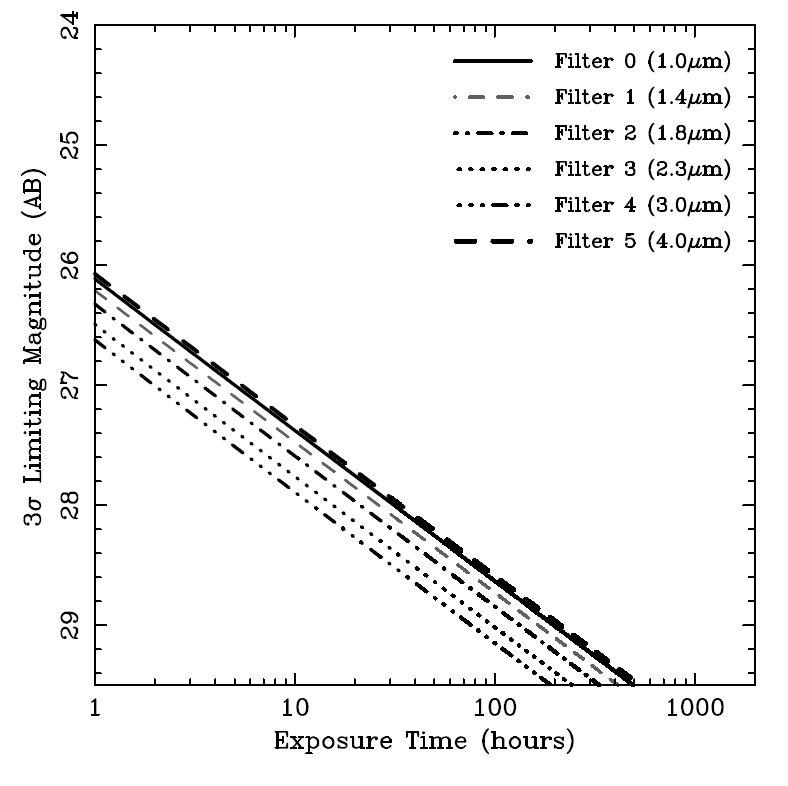 24
25
26
27
28
29
3σ Limiting Magnitude (AB)
Filter 0 (1.0μm)
Filter 1 (1.4μm)
Filter 2 (1.8μm)
Filter 3 (2.3μm)
Filter 4 (3.0μm)
Filter 5 (4.0μm)
1 10 100 1000
Exposure Time (hours)